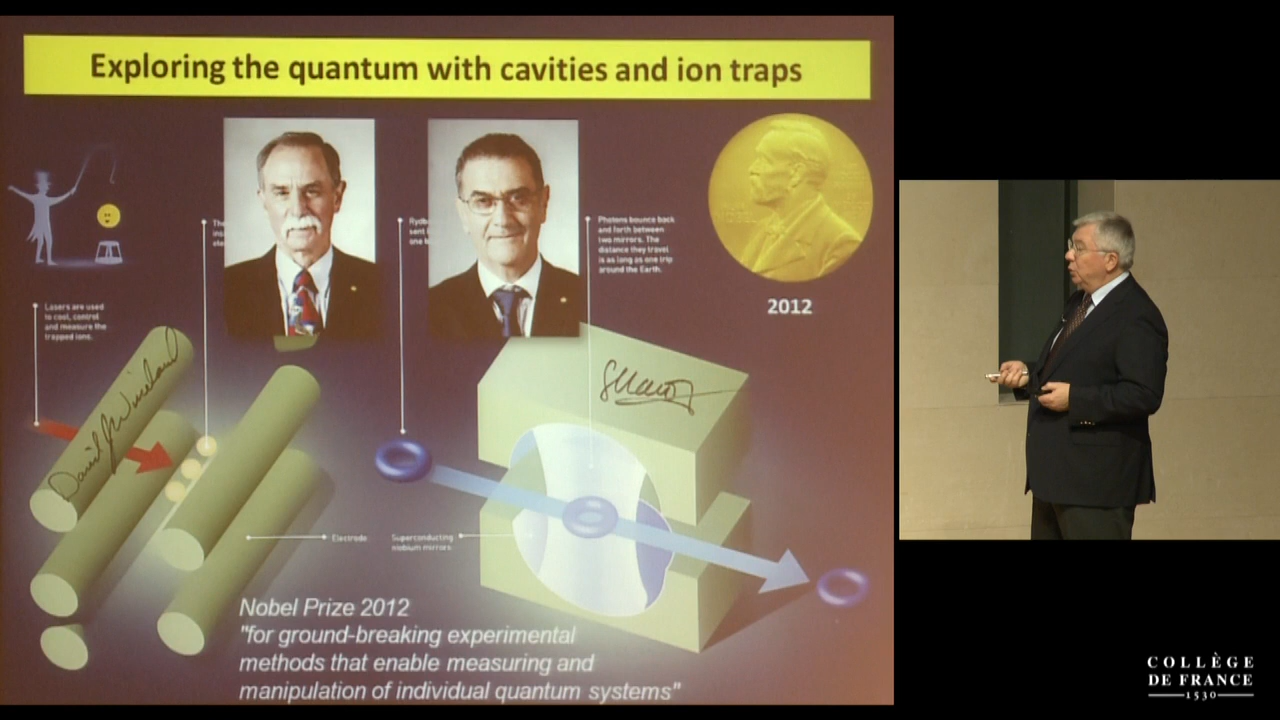 Exploring the quantum with cavities and ion traps
Photons bounce back
and forth between
two mirrors. The
distance they travel
is as long as one trip
around the Earth.
2012
Lasers are used
to cool, control
and measure the
trapped ions.
David J Wineland
Electrode
Superconducting
niobium mirrors.
Nobel Prize 2012
"for ground-breaking experimental
methods that enable measuring and
manipulation of individual quantum systems"
COLLÈGE
DE FRANCE
1530